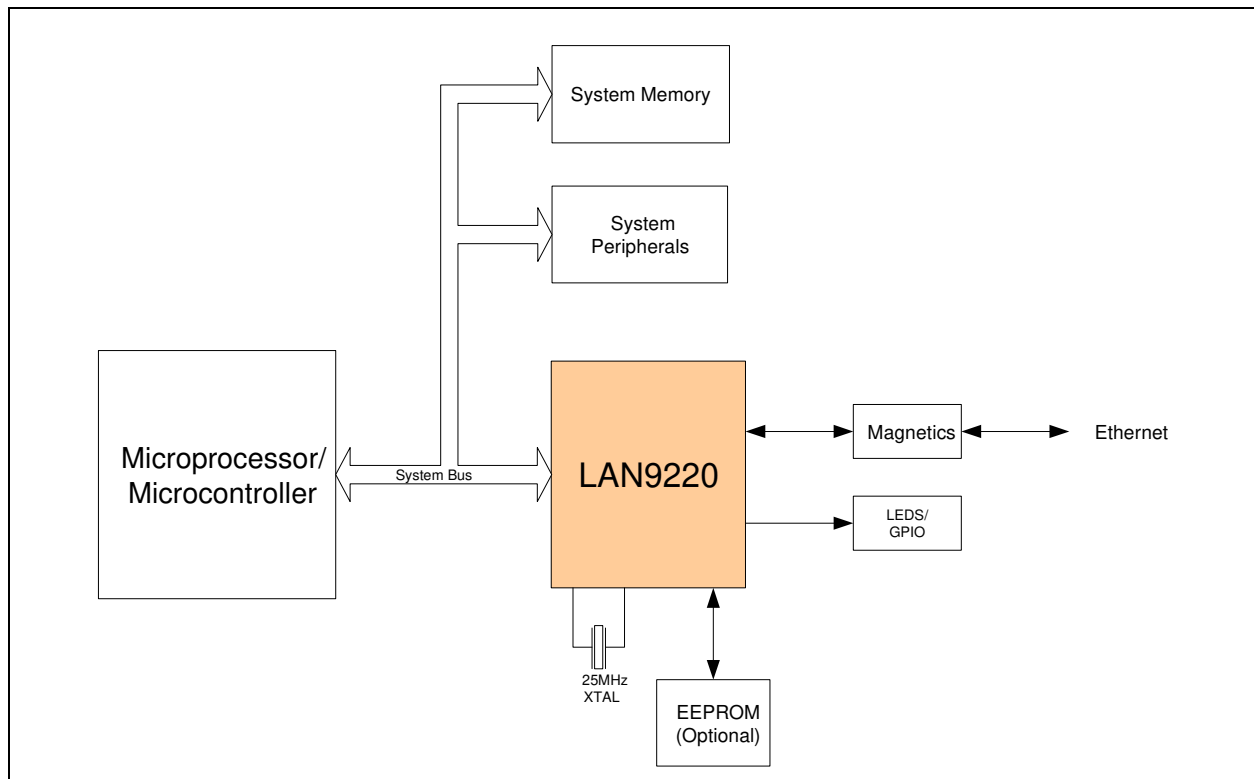 System Memory
System
Peripherals
Microprocessor/
Microcontroller
System Bus
LAN9220
Magnetics
Ethernet
LEDS/
GPIO
25MHz
XTAL
EEPROM
(Optional)